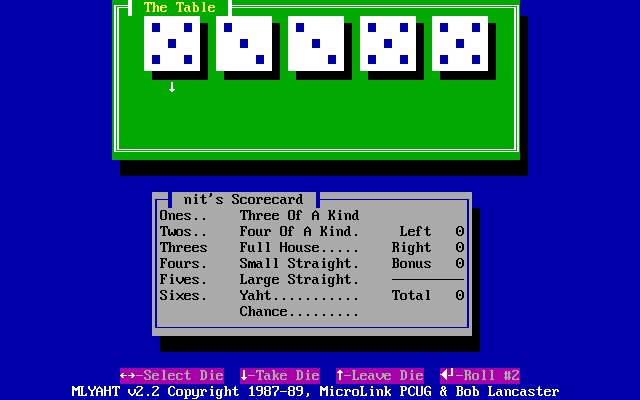 The Table
↓
nit's Scorecard
Ones.. Three Of A Kind
Twos.. Four Of A Kind. Left 0
Threes Full House..... Right 0
Fours. Small Straight. Bonus 0
Fives. Large Straight.
Sixes. Yaht........... Total 0
Chance.........
←→-Select Die ↓-Take Die ↑-Leave Die ↵-Roll #2
MLYAHT v2.2 Copyright 1987-89, MicroLink PCUG & Bob Lancaster